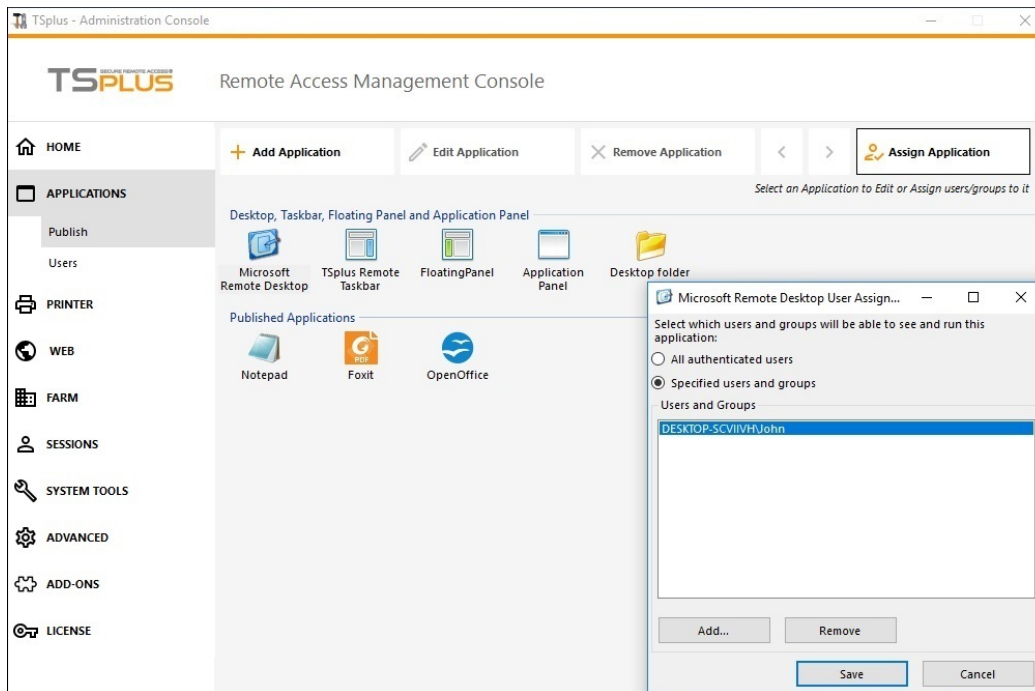 TSplus - Administration Console
SECURE REMOTE ACCESS
TSPLUS
Remote Access Management Console
HOME
APPLICATIONS
Publish
Users
PRINTER
WEB
FARM
SESSIONS
SYSTEM TOOLS
ADVANCED
ADD-ONS
LICENSE
Add Application
Edit Application
Remove Application
Assign Application
Select an Application to Edit or Assign users/groups to it
Desktop, Taskbar, Floating Panel and Application Panel
Microsoft
Remote Desktop
TSplus Remote
Taskbar
FloatingPanel
Application
Panel
Desktop folder
Published Applications
Notepad
PDF
Foxit
OpenOffice
Microsoft Remote Desktop User Assign...
Select which users and groups will be able to see and run this
application:
All authenticated users
Specified users and groups
Users and Groups
DESKTOP-SCVIIVH\John
Add...
Remove
Save
Cancel